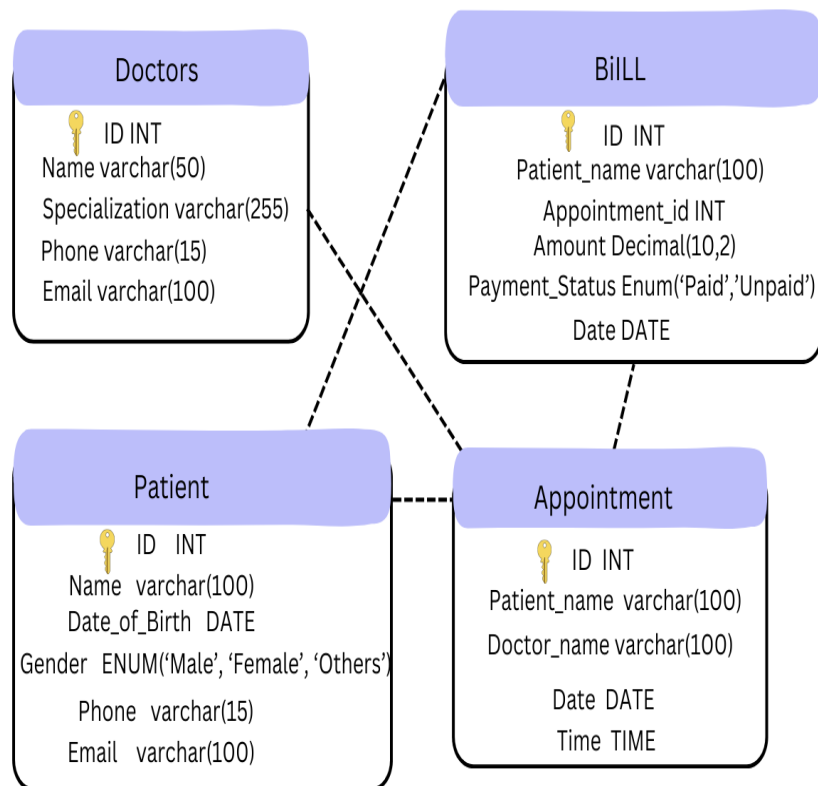 Doctors
ID INT
Name varchar(50)
Specialization varchar(255)
Phone varchar(15)
Email varchar(100)
BiILL
ID INT
Patient_name varchar(100)
Appointment_id INT
Amount Decimal(10,2)
Payment_Status Enum(‘Paid’,’Unpaid’)
Date DATE
Patient
ID INT
Name varchar(100)
Date_of_Birth DATE
Gender ENUM(‘Male’, ‘Female’, ‘Others’)
Phone varchar(15)
Email varchar(100)
Appointment
ID INT
Patient_name varchar(100)
Doctor_name varchar(100)
Date DATE
Time TIME